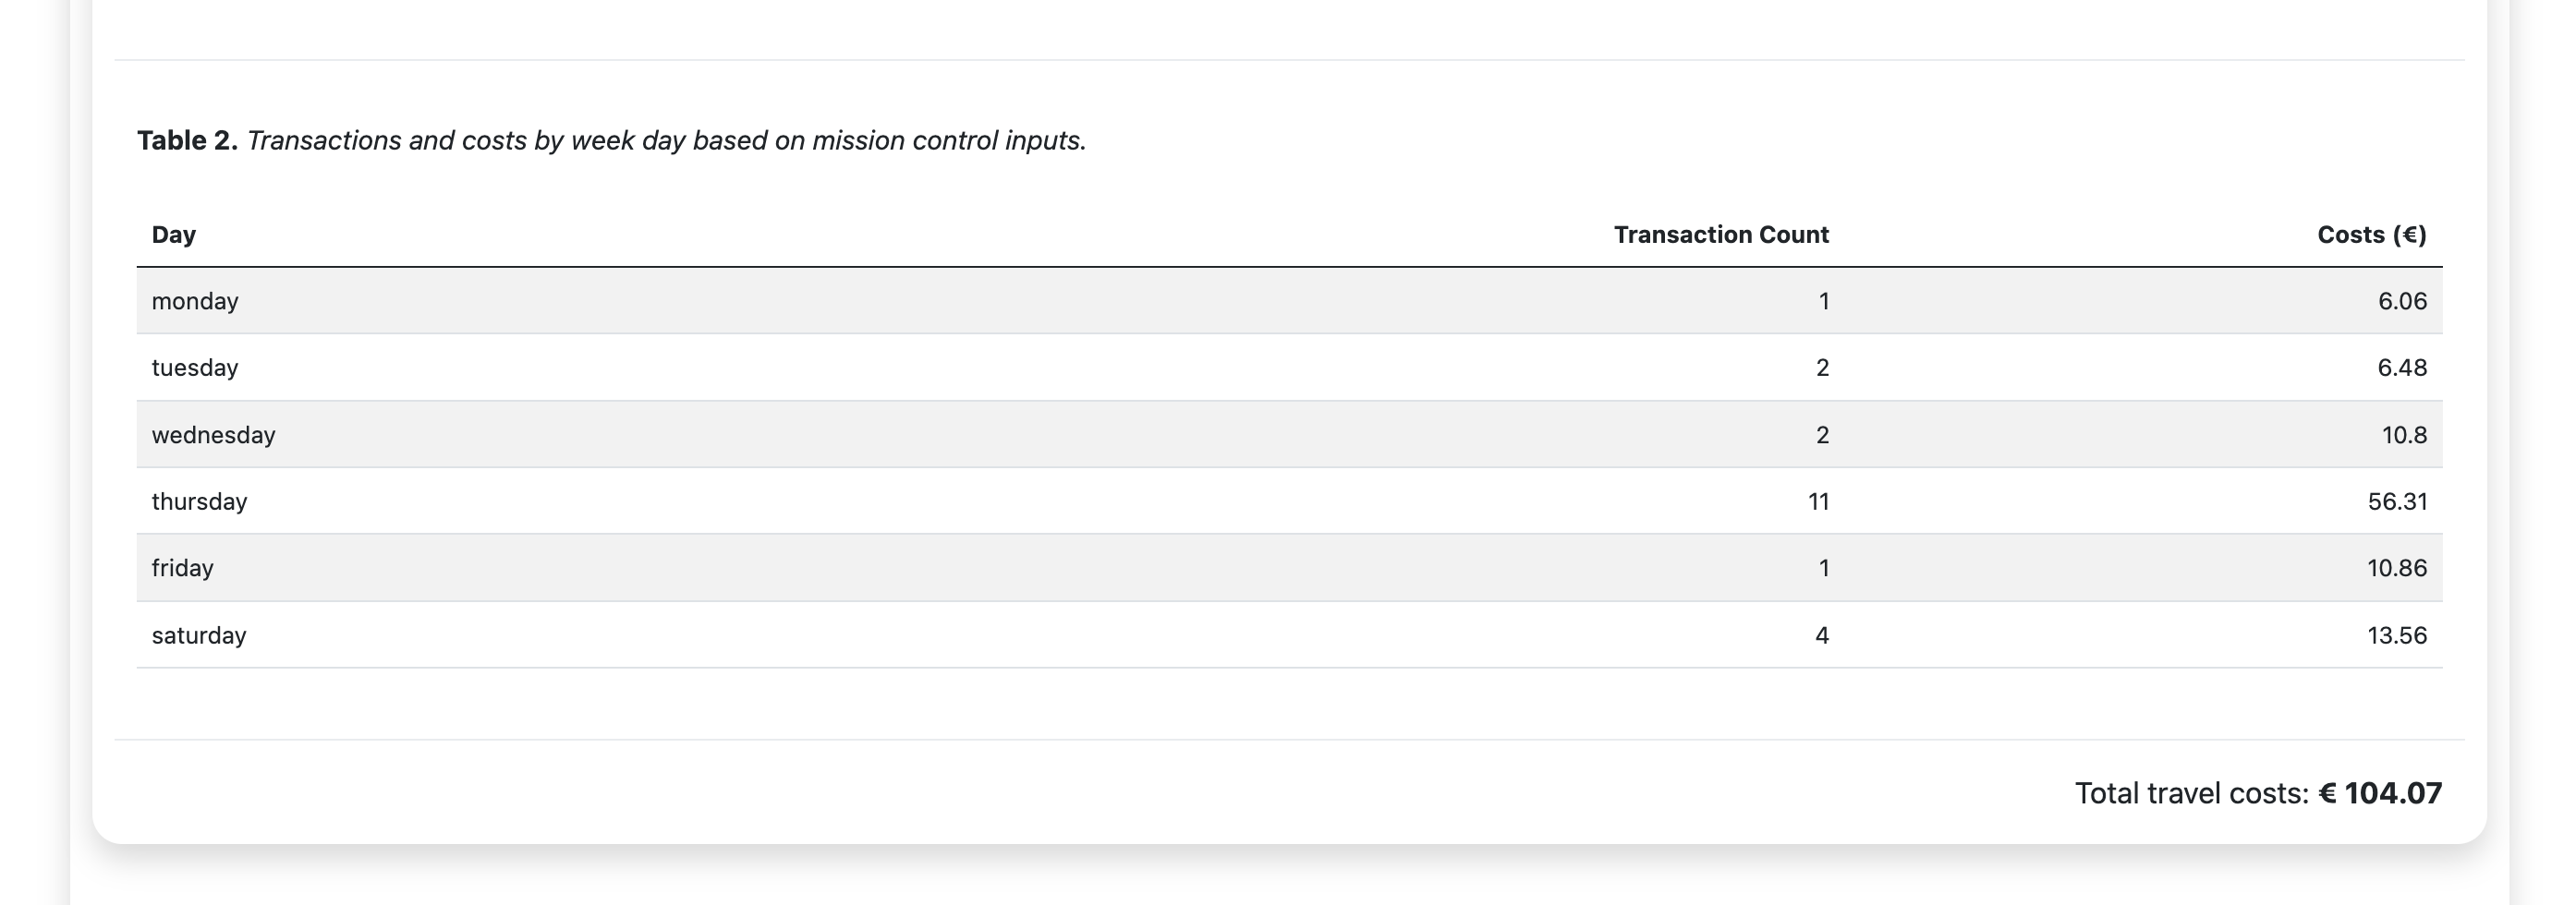 Table 2. Transactions and costs by week day based on mission control inputs.
Day Transaction Count Costs (€)
monday 1 6.06
tuesday 2 6.48
wednesday 2 10.8
thursday 11 56.31
friday 1 10.86
saturday 4 13.56
Total travel costs: € 104.07